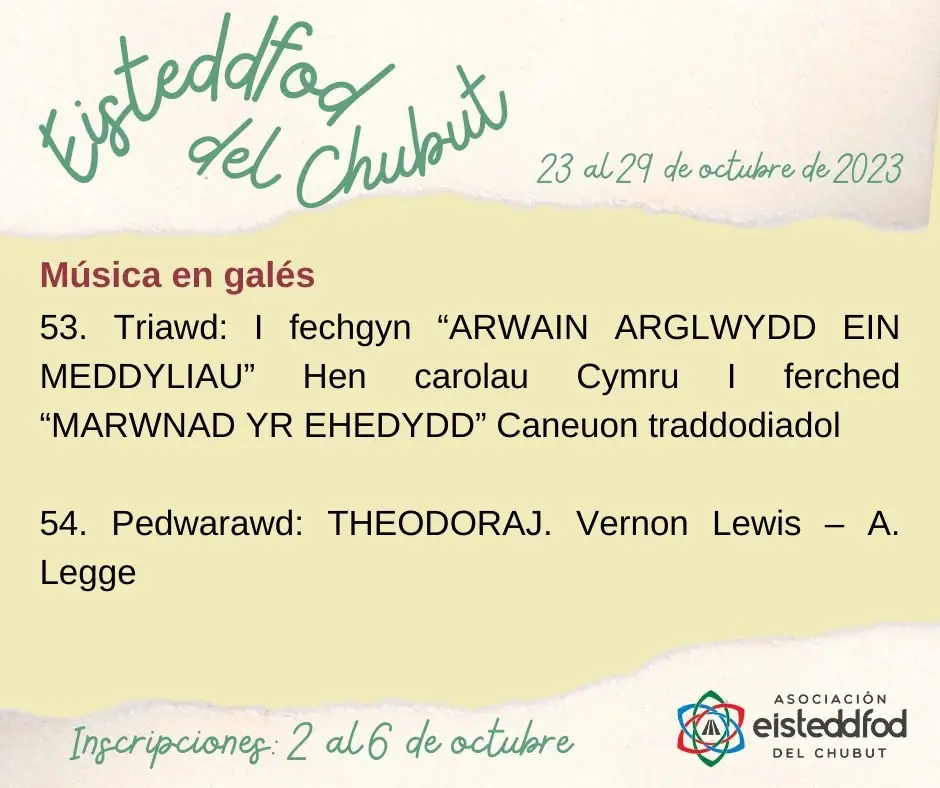 Eisteddfod
del Chubut
23 al 29 de octubre de 2023
Música en galés
53. Triawd: I fechgyn “ARWAIN ARGLWYDD EIN
MEDDYLIAU” Hen carolau Cymru I ferched
“MARWNAD YR EHEDYDD” Caneuon traddodiadol
54. Pedwarawd: THEODORAJ. Vernon Lewis – A.
Legge
Inscripciones: 2 al 6 de octubre
ASOCIACIÓN
eisteddfod
DEL CHUBUT